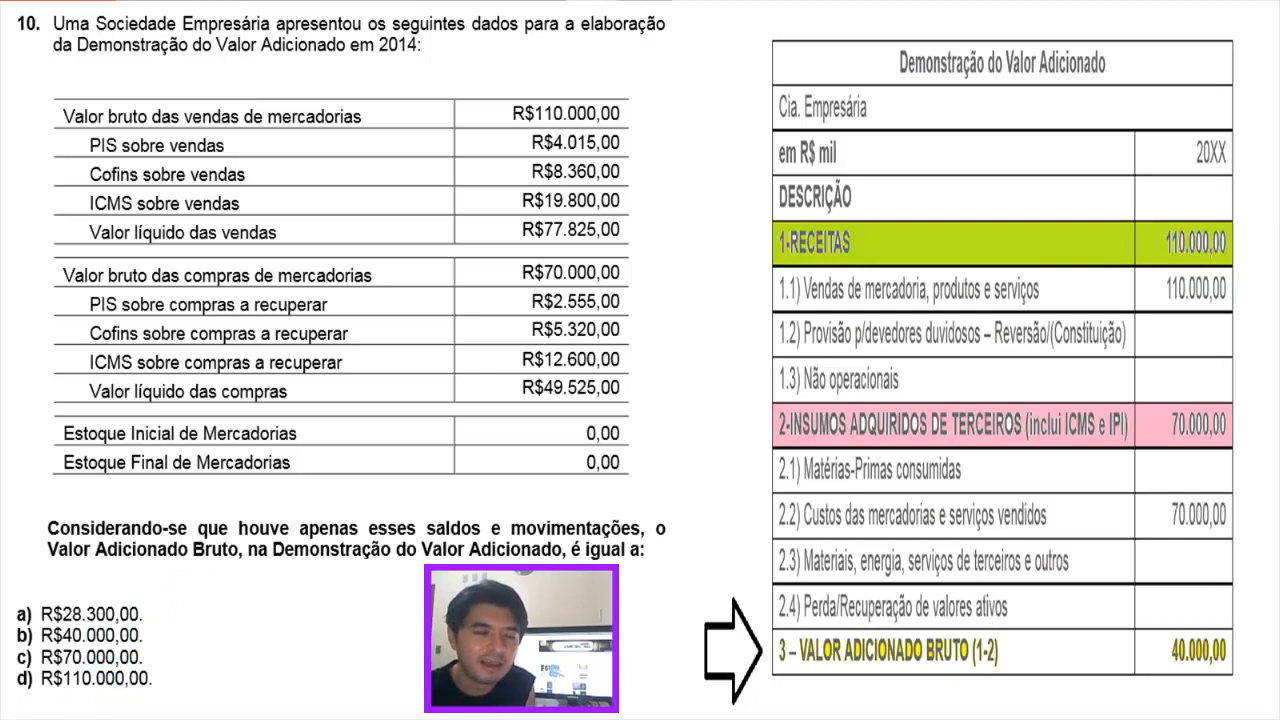 10. Uma Sociedade Empresária apresentou os seguintes dados para a elaboração
da Demonstração do Valor Adicionado em 2014:
Valor bruto das vendas de mercadorias R$110.000,00
PIS sobre vendas R$4.015,00
Cofins sobre vendas R$8.360,00
ICMS sobre vendas R$19.800,00
Valor líquido das vendas R$77.825,00
Valor bruto das compras de mercadorias R$70.000,00
PIS sobre compras a recuperar R$2.555,00
Cofins sobre compras a recuperar R$5.320,00
ICMS sobre compras a recuperar R$12.600,00
Valor líquido das compras R$49.525,00
Estoque Inicial de Mercadorias 0,00
Estoque Final de Mercadorias 0,00
Considerando-se que houve apenas esses saldos e movimentações, o
Valor Adicionado Bruto, na Demonstração do Valor Adicionado, é igual a:
a) R$28.300,00.
b) R$40.000,00.
c) R$70.000,00.
d) R$110.000,00.
Demonstração do Valor Adicionado
Cia. Empresária
em R$ mil 20XX
DESCRIÇÃO
1-RECEITAS 110.000,00
1.1) Vendas de mercadoria, produtos e serviços 110.000,00
1.2) Provisão p/devedores duvidosos – Reversão/(Constituição)
1.3) Não operacionais
2-INSUMOS ADQUIRIDOS DE TERCEIROS (inclui ICMS e IPI) 70.000,00
2.1) Matérias-Primas consumidas
2.2) Custos das mercadorias e serviços vendidos 70.000,00
2.3) Materiais, energia, serviços de terceiros e outros
2.4) Perda/Recuperação de valores ativos
3 – VALOR ADICIONADO BRUTO (1-2) 40.000,00